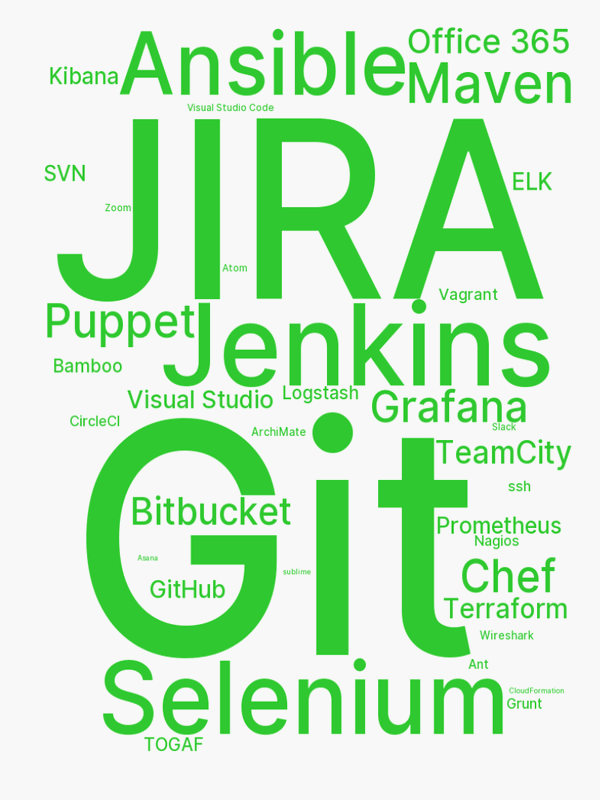 Office 365
Ansible
Kibana
Maven
Visual Studio Code
JIRA
SVN
ELK
Zoom
Atom
Vagrant
Puppet
Jenkins
Bamboo
Logstash
Visual Studio
Grafana
CircleCI
Slack
ArchiMate
Git
TeamCity
ssh
Bitbucket
Prometheus
Nagios
Asana
sublime
Chef
GitHub
Terraform
Wireshark
Ant
CloudFormation
Selenium
Grunt
TOGAF